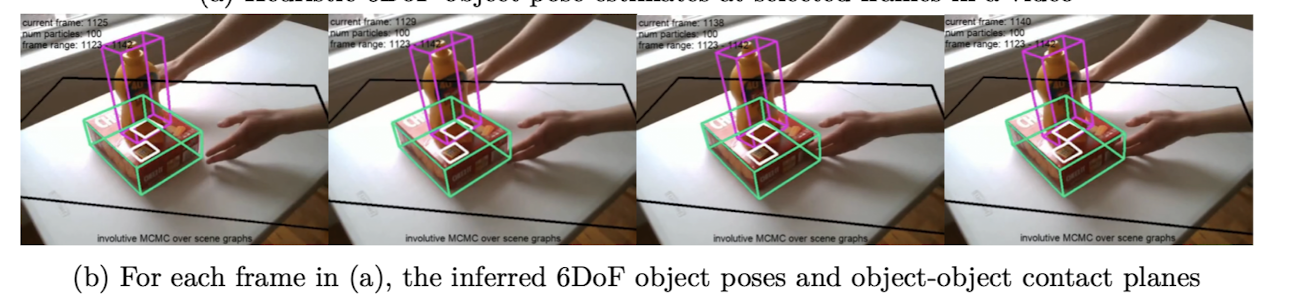 (a) Heuristic 6DoF object pose estimates at selected frames in a video
current frame: 1125
num particles: 100
frame range: 1123 - 1142
involutive MCMC over scene graphs
current frame: 1129
num particles: 100
frame range: 1123 - 1142
involutive MCMC over scene graphs
current frame: 1138
num particles: 100
frame range: 1123 - 1142
involutive MCMC over scene graphs
current frame: 1140
num particles: 100
frame range: 1123 - 1142
involutive MCMC over scene graphs
(b) For each frame in (a), the inferred 6DoF object poses and object-object contact planes